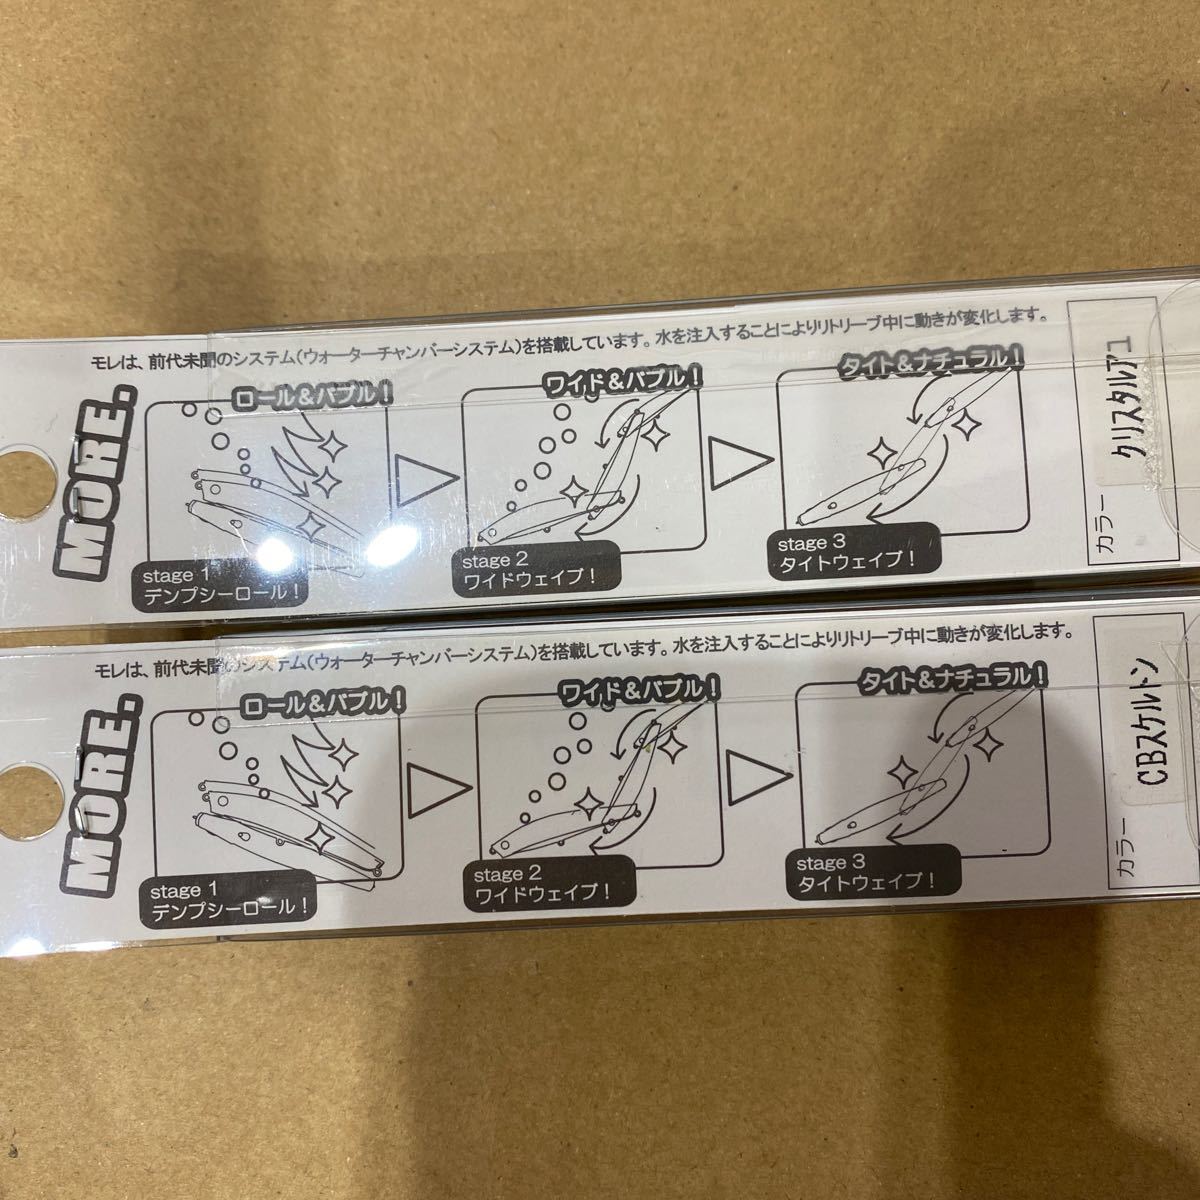 モレは、前代未聞のシステム(ウォーターチャンバーシステム)を搭載しています。水を注入することによりリトリーブ中に動きが変化します。
MORE.
ロール&バブル!
ワイド&バブル!
タイト&ナチュラル!
stage 1
デンプシーロール!
stage 2
ワイドウェイブ!
stage 3
タイトウェイブ!
カラー
クリスタルアユ
モレは、前代未聞のシステム(ウォーターチャンバーシステム)を搭載しています。水を注入することによりリトリーブ中に動きが変化します。
MORE.
ロール&バブル!
ワイド&バブル!
タイト&ナチュラル!
stage 1
デンプシーロール!
stage 2
ワイドウェイブ!
stage 3
タイトウェイブ!
カラー
CBスケルトン